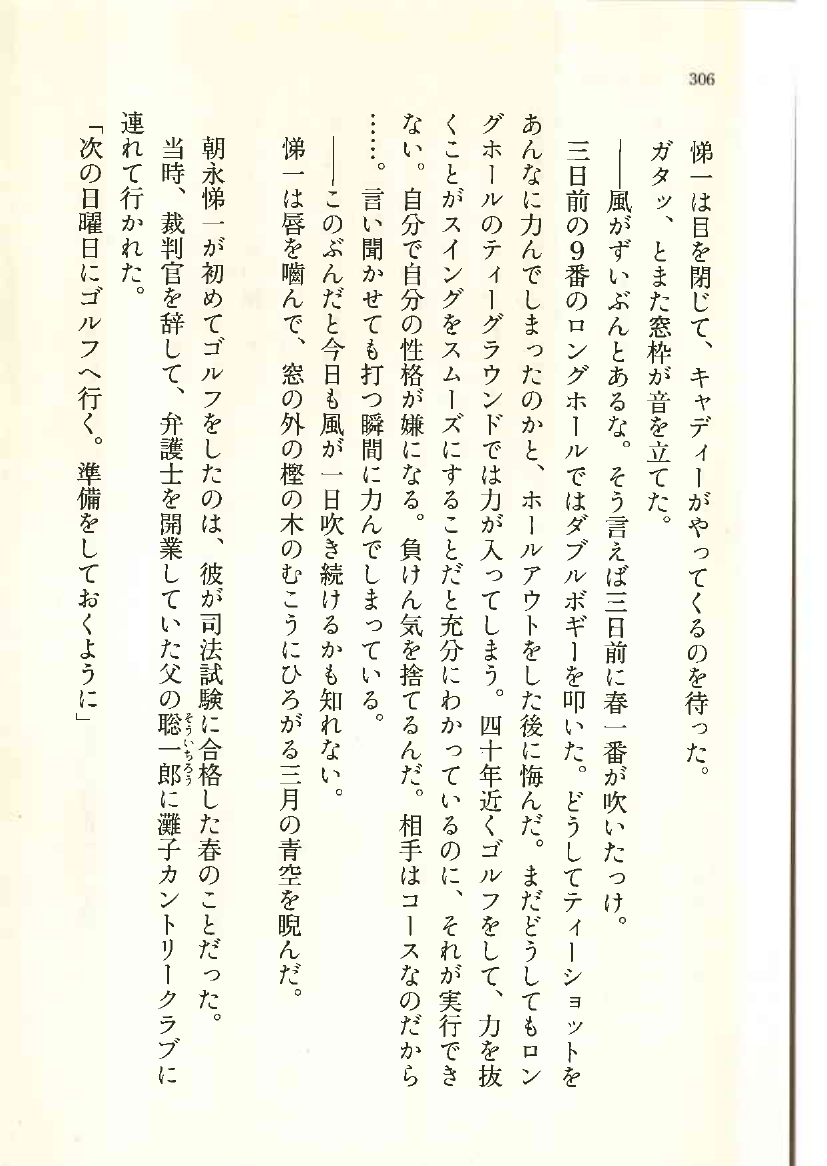 306
悌一は目を閉じて、キャディーがやってくるのを待った。
ガタッ、とまた窓枠が音を立てた。
――風がずいぶんとあるな。そう言えば三日前に春一番が吹いたっけ。
三日前の9番のロングホールではダブルボギーを叩いた。どうしてティーショットを
あんなに力んでしまったのかと、ホールアウトをした後に悔んだ。まだどうしてもロン
グホールのティーグラウンドでは力が入ってしまう。四十年近くゴルフをして、力を抜
くことがスイングをスムーズにすることだと充分にわかっているのに、それが実行でき
ない。自分で自分の性格が嫌になる。負けん気を捨てるんだ。相手はコースなのだから
……。言い聞かせても打つ瞬間に力んでしまっている。
――このぶんだと今日も風が一日吹き続けるかも知れない。
悌一は唇を嚙んで、窓の外の樫の木のむこうにひろがる三月の青空を睨んだ。
朝永悌一が初めてゴルフをしたのは、彼が司法試験に合格した春のことだった。
当時、裁判官を辞して、弁護士を開業していた父の聡一郎に灘子カントリークラブに
そういちろう
連れて行かれた。
「次の日曜日にゴルフへ行く。準備をしておくように」